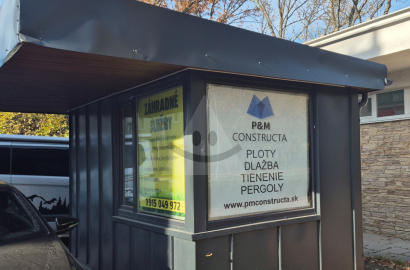 ZÁHRADNÉ
0915 049 972
P&M
CONSTRUCTA
PLOTY
DLAŽBA
TIENENIE
PERGOLY
www.pmconstructa.sk